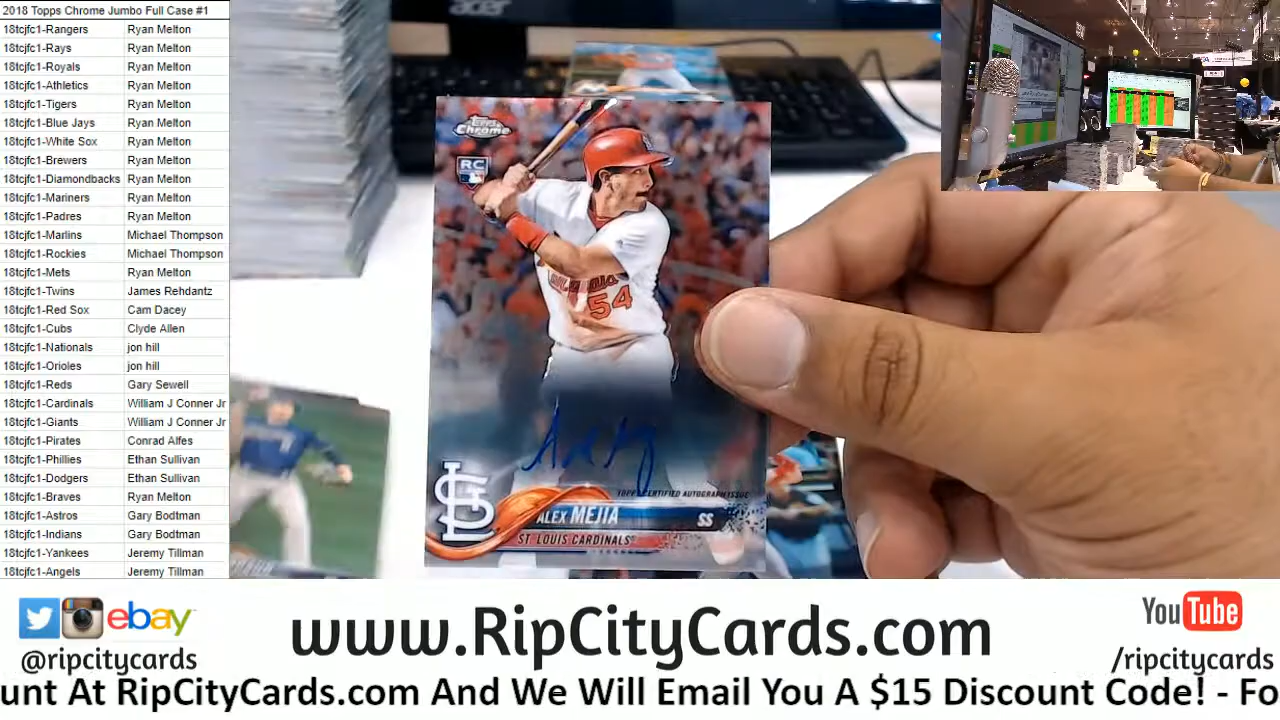 2018 Topps Chrome Jumbo Full Case #1
18tcjfc1-Rangers Ryan Melton
18tcjfc1-Rays Ryan Melton
18tcjfc1-Royals Ryan Melton
18tcjfc1-Athletics Ryan Melton
18tcjfc1-Tigers Ryan Melton
18tcjfc1-Blue Jays Ryan Melton
18tcjfc1-White Sox Ryan Melton
18tcjfc1-Brewers Ryan Melton
18tcjfc1-Diamondbacks Ryan Melton
18tcjfc1-Mariners Ryan Melton
18tcjfc1-Padres Ryan Melton
18tcjfc1-Marlins Michael Thompson
18tcjfc1-Rockies Michael Thompson
18tcjfc1-Mets Ryan Melton
18tcjfc1-Twins James Rehdantz
18tcjfc1-Red Sox Cam Dacey
18tcjfc1-Cubs Clyde Allen
18tcjfc1-Nationals jon hill
18tcjfc1-Orioles jon hill
18tcjfc1-Reds Gary Sewell
18tcjfc1-Cardinals William J Conner Jr
18tcjfc1-Giants William J Conner Jr
18tcjfc1-Pirates Conrad Alfes
18tcjfc1-Phillies Ethan Sullivan
18tcjfc1-Dodgers Ethan Sullivan
18tcjfc1-Braves Ryan Melton
18tcjfc1-Astros Gary Bodtman
18tcjfc1-Indians Gary Bodtman
18tcjfc1-Yankees Jeremy Tillman
18tcjfc1-Angels Jeremy Tillman
acer
Topps Chrome
RC
54
TOPPS CERTIFIED AUTOGRAPH ISSUE
STL
ALEX MEJIA SS
ST. LOUIS CARDINALS
ebay
@ripcitycards
www.RipCityCards.com
YouTube
/ripcitycards
unt At RipCityCards.com And We Will Email You A $15 Discount Code! - Fo